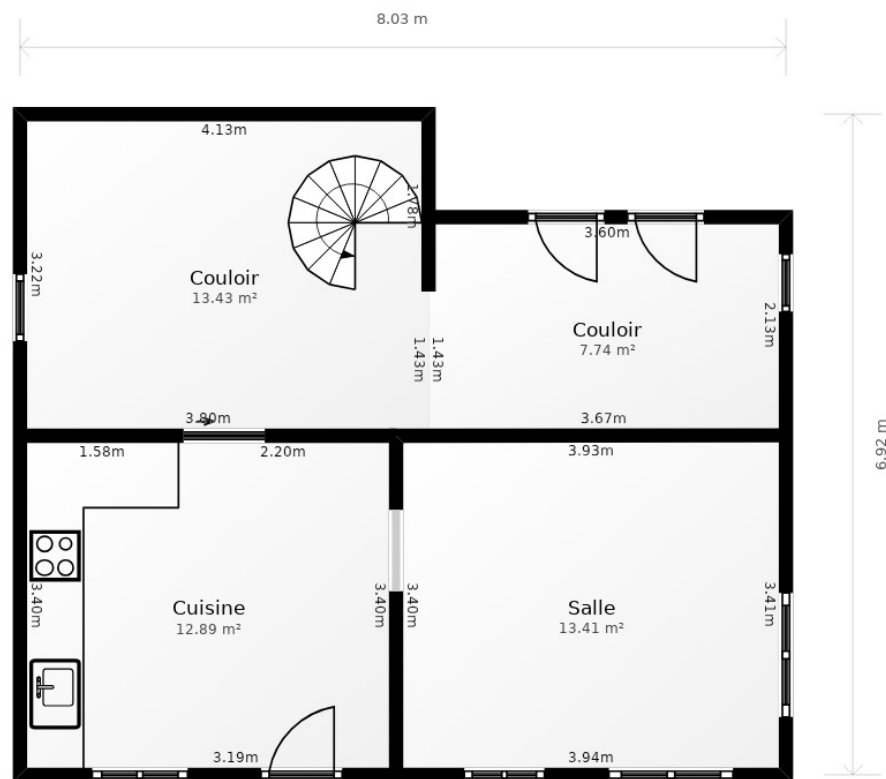 8.03 m
4.13m
1.78m
3.60m
3.22m
Couloir
13.43 m²
2.13m
Couloir
7.74 m²
1.43m
1.43m
6.92 m
3.80m
3.67m
1.58m
2.20m
3.93m
3.40m
Cuisine
12.89 m²
3.40m
3.40m
Salle
13.41 m²
3.41m
3.19m
3.94m